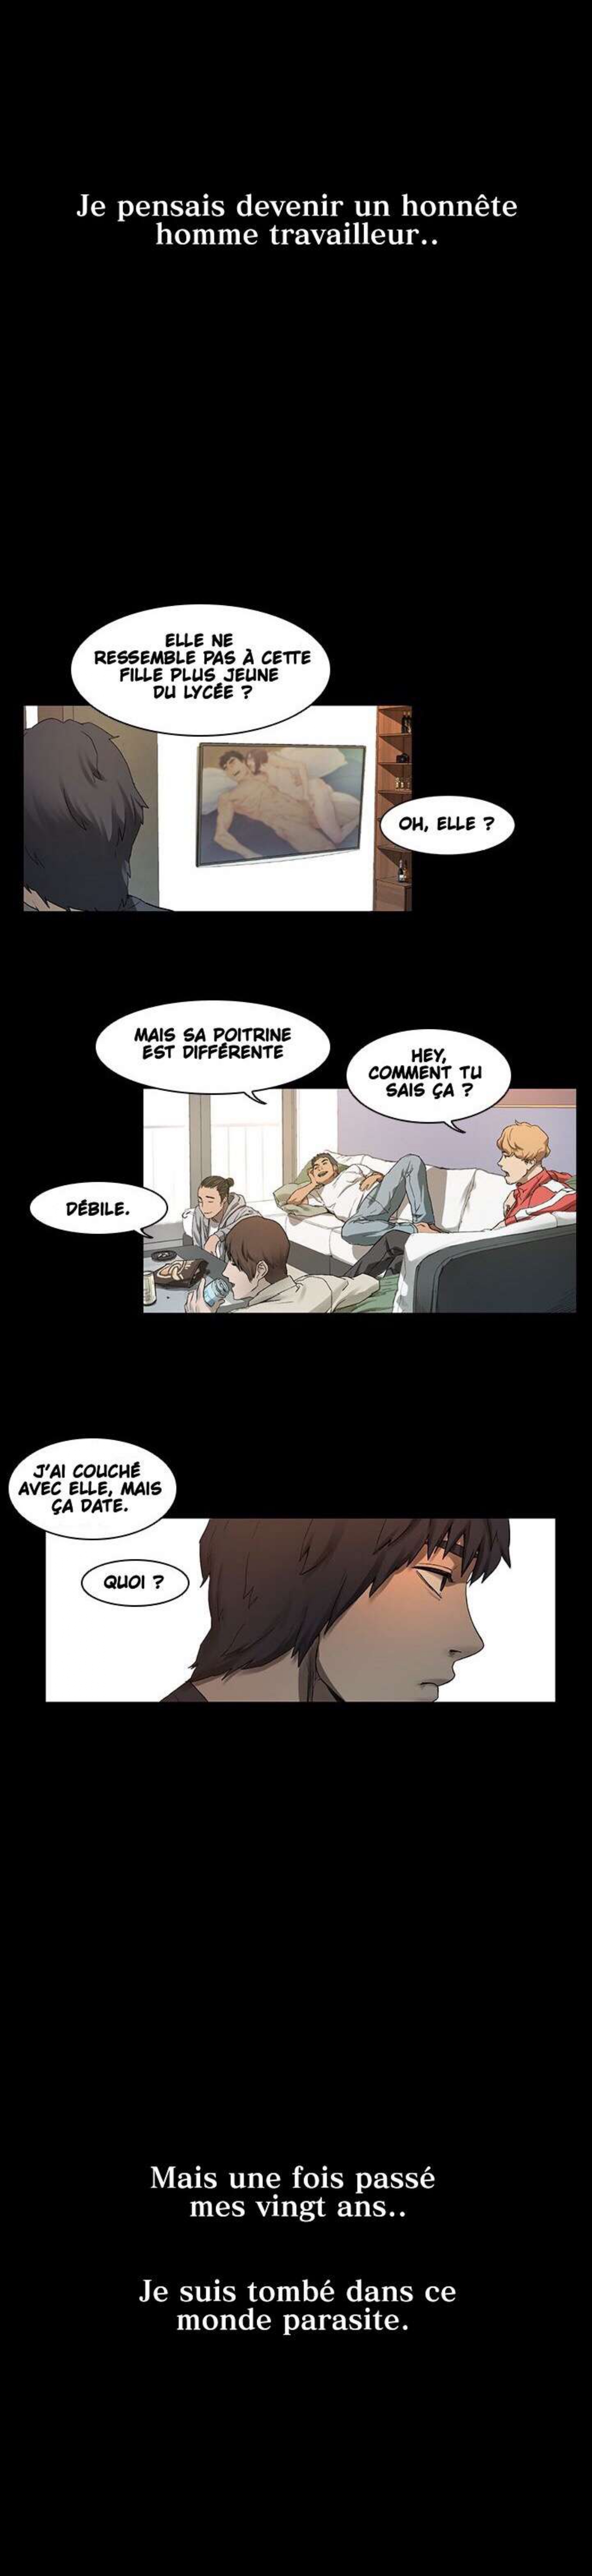 Je pensais devenir un honnête
homme travailleur..
ELLE NE
RESSEMBLE PAS À CETTE
FILLE PLUS JEUNE
DU LYCÉE ?
OH, ELLE ?
MAIS SA POITRINE
EST DIFFÉRENTE
HEY,
COMMENT TU
SAIS ÇA ?
DÉBILE.
J'AI COUCHÉ
AVEC ELLE, MAIS
ÇA DATE.
QUOI ?
Mais une fois passé
mes vingt ans..
Je suis tombé dans ce
monde parasite.